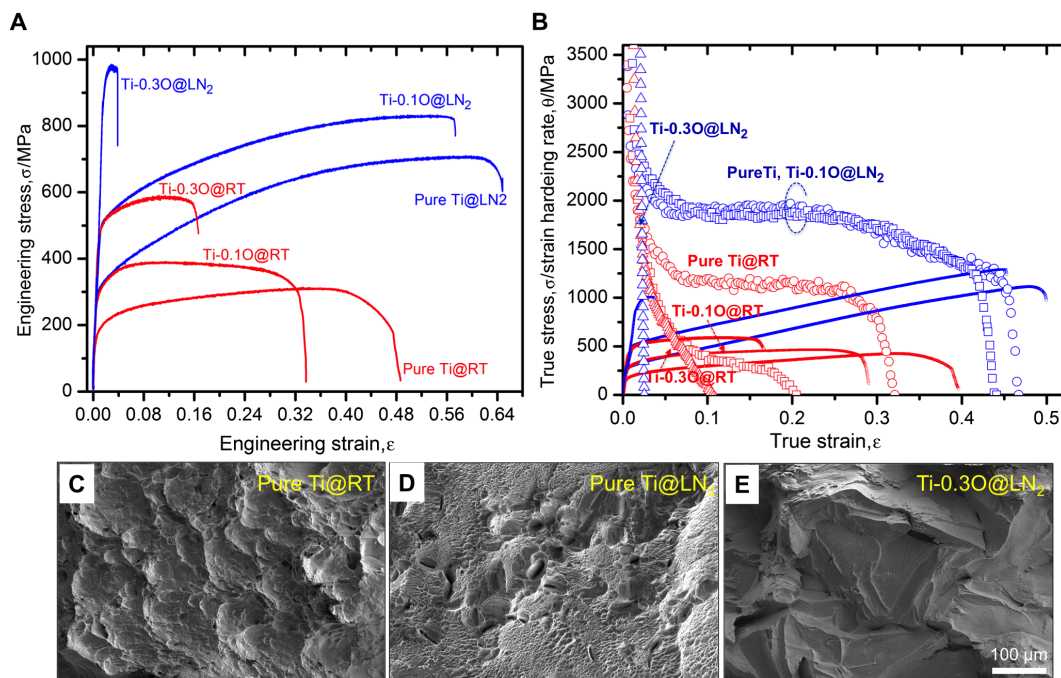 A
Engineering stress,σ/MPa
1000
800
600
400
200
0
0.00
0.08
0.16
0.24
0.32
0.40
0.48
0.56
0.64
Engineering strain,ε
Ti-0.3O@LN2
Ti-0.1O@LN2
Pure Ti@LN2
Ti-0.3O@RT
Ti-0.1O@RT
Pure Ti@RT
B
True stress, σ/strain hardeing rate,θ/MPa
3500
3000
2500
2000
1500
1000
500
0
0.0
0.1
0.2
0.3
0.4
0.5
True strain,ε
Ti-0.3O@LN2
PureTi, Ti-0.1O@LN2
Pure Ti@RT
Ti-0.1O@RT
Ti-0.3O@RT
C
Pure Ti@RT
D
Pure Ti@LN2
E
Ti-0.3O@LN2
100 μm